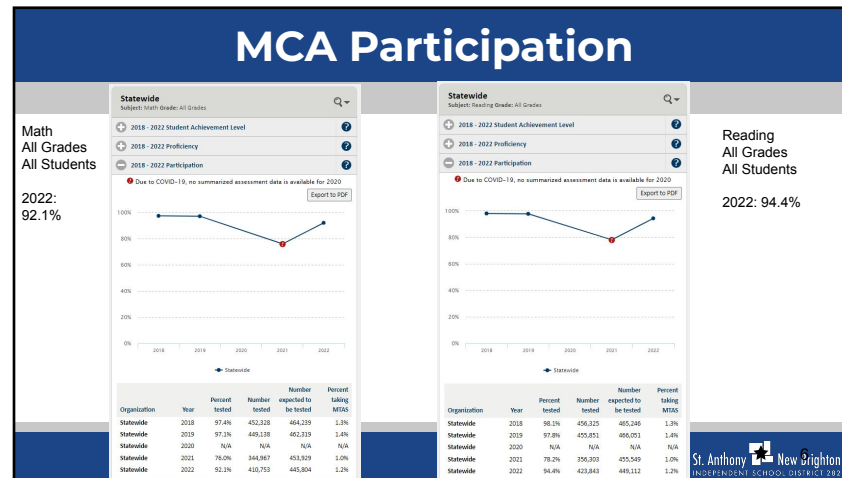 MCA Participation
Math
All Grades
All Students
2022:
92.1%
Statewide
Subject: Math Grade: All Grades
2018 - 2022 Student Achievement Level
2018 - 2022 Proficiency
2018 - 2022 Participation
Due to COVID-19, no summarized assessment data is available for 2020
Export to PDF
100%
80%
60%
40%
20%
0%
2018 2019 2020 2021 2022
Statewide
Organization Year Percent tested Number tested Number expected to be tested Percent taking MTAS
Statewide 2018 97.4% 452,328 464,239 1.3%
Statewide 2019 97.1% 449,138 462,319 1.4%
Statewide 2020 N/A N/A N/A N/A
Statewide 2021 76.0% 344,967 453,929 1.0%
Statewide 2022 92.1% 410,753 445,804 1.2%
Statewide
Subject: Reading Grade: All Grades
2018 - 2022 Student Achievement Level
2018 - 2022 Proficiency
2018 - 2022 Participation
Due to COVID-19, no summarized assessment data is available for 2020
Export to PDF
100%
80%
60%
40%
20%
0%
2018 2019 2020 2021 2022
Statewide
Organization Year Percent tested Number tested Number expected to be tested Percent taking MTAS
Statewide 2018 98.1% 456,325 465,246 1.3%
Statewide 2019 97.8% 455,851 466,051 1.4%
Statewide 2020 N/A N/A N/A N/A
Statewide 2021 78.2% 356,303 455,549 1.0%
Statewide 2022 94.4% 423,843 449,112 1.2%
Reading
All Grades
All Students
2022: 94.4%
6
St. Anthony New Brighton
INDEPENDENT SCHOOL DISTRICT 282